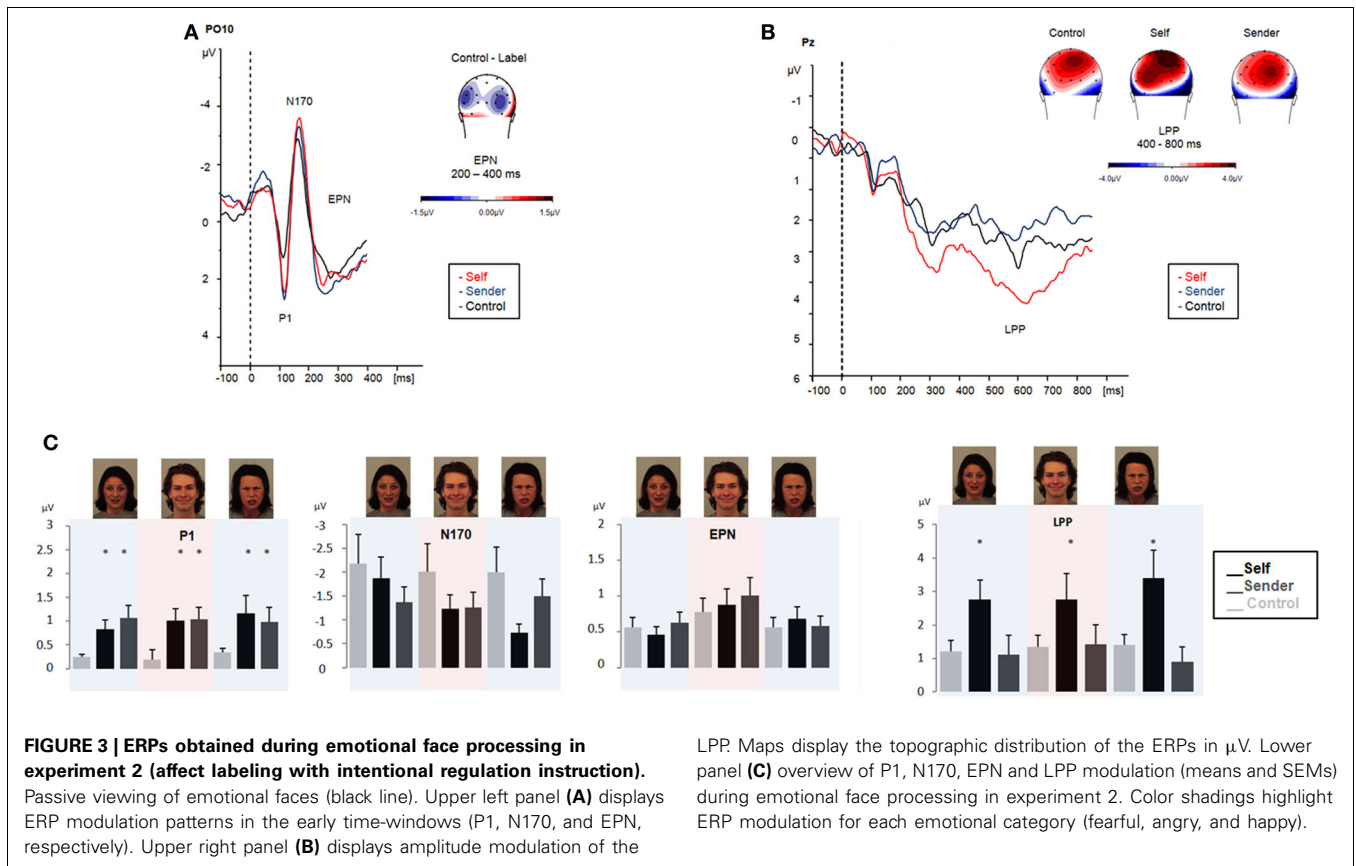 A
PO10
µV
-4
-2
0
2
4
-100 0 100 200 300 400 [ms]
N170
P1
EPN
Control - Label
EPN
200 – 400 ms
-1.5µV 0.00µV 1.5µV
- Self
- Sender
- Control
B
Pz
µV
-1
0
1
2
3
4
5
6
-100 0 100 200 300 400 500 600 700 800 [ms]
LPP
Control Self Sender
LPP
400 - 800 ms
-4.0µV 0.00µV 4.0µV
C
µV
3
2.5
2
1.5
1
0.5
0
P1
* * * * * *
µV
-3
-2.5
-2
-1.5
-1
-0.5
0
N170
µV
2
1.5
1
0.5
0
EPN
µV
5
4
3
2
1
0
LPP
* * *
Self
Sender
Control
FIGURE 3 | ERPs obtained during emotional face processing in
experiment 2 (affect labeling with intentional regulation instruction).
Passive viewing of emotional faces (black line). Upper left panel (A) displays
ERP modulation patterns in the early time-windows (P1, N170, and EPN,
respectively). Upper right panel (B) displays amplitude modulation of the
LPP. Maps display the topographic distribution of the ERPs in µV. Lower
panel (C) overview of P1, N170, EPN and LPP modulation (means and SEMs)
during emotional face processing in experiment 2. Color shadings highlight
ERP modulation for each emotional category (fearful, angry, and happy).